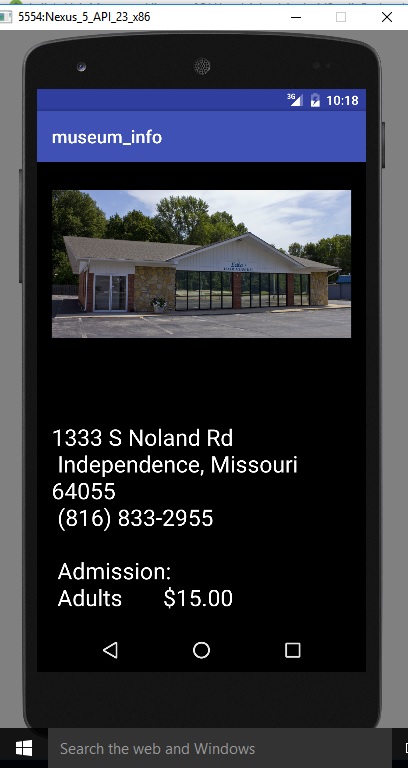 5554:Nexus_5_API_23_x86
3G 10:18
museum_info
1333 S Noland Rd
Independence, Missouri
64055
(816) 833-2955
Admission:
Adults $15.00
Search the web and Windows